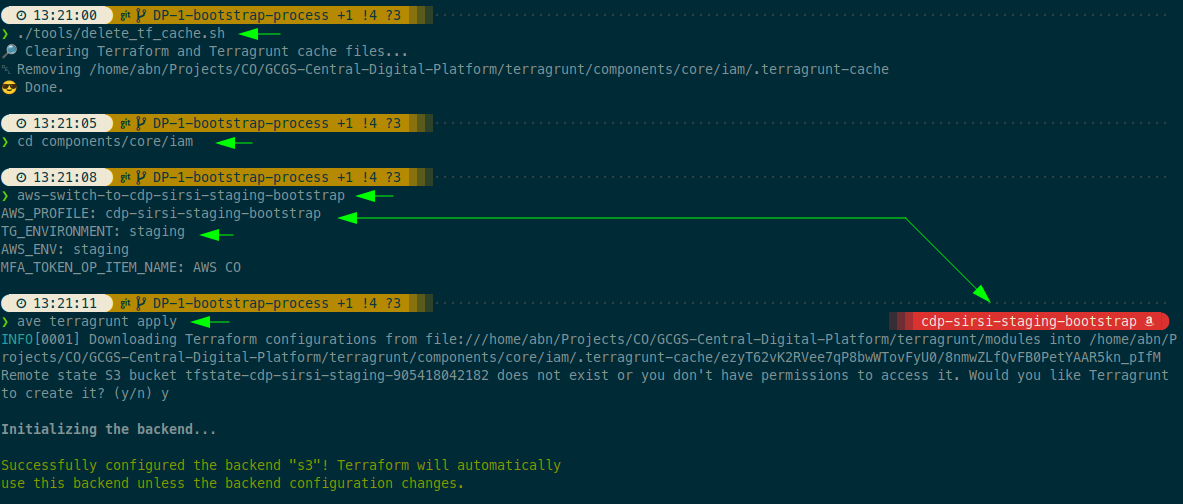 13:21:00 git DP-1-bootstrap-process +1 !4 ?3
❯ ./tools/delete_tf_cache.sh
🔎 Clearing Terraform and Terragrunt cache files...
Removing /home/abn/Projects/CO/GCGS-Central-Digital-Platform/terragrunt/components/core/iam/.terragrunt-cache
😎 Done.
13:21:05 git DP-1-bootstrap-process +1 !4 ?3
❯ cd components/core/iam
13:21:08 git DP-1-bootstrap-process +1 !4 ?3
❯ aws-switch-to-cdp-sirsi-staging-bootstrap
AWS_PROFILE: cdp-sirsi-staging-bootstrap
TG_ENVIRONMENT: staging
AWS_ENV: staging
MFA_TOKEN_OP_ITEM_NAME: AWS CO
13:21:11 git DP-1-bootstrap-process +1 !4 ?3
❯ ave terragrunt apply cdp-sirsi-staging-bootstrap a
INFO[0001] Downloading Terraform configurations from file:///home/abn/Projects/CO/GCGS-Central-Digital-Platform/terragrunt/modules into /home/abn/P
rojects/CO/GCGS-Central-Digital-Platform/terragrunt/components/core/iam/.terragrunt-cache/ezyT62vK2RVee7qP8bwWTovFyU0/8nmwZLfQvFB0PetYAAR5kn_pIfM
Remote state S3 bucket tfstate-cdp-sirsi-staging-905418042182 does not exist or you don't have permissions to access it. Would you like Terragrunt
to create it? (y/n) y
Initializing the backend...
Successfully configured the backend "s3"! Terraform will automatically
use this backend unless the backend configuration changes.